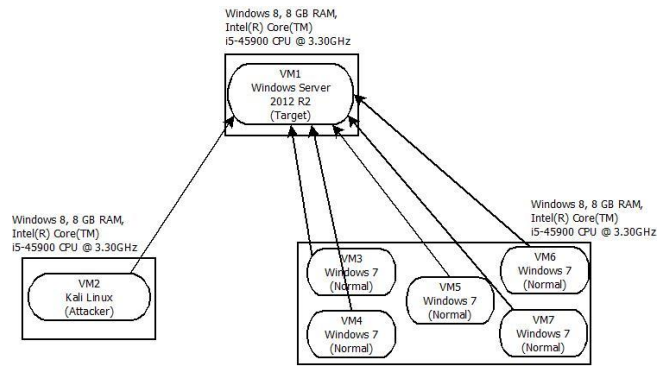 Windows 8, 8 GB RAM,
Intel(R) Core(TM)
i5-45900 CPU @ 3.30GHz
VM1
Windows Server
2012 R2
(Target)
Windows 8, 8 GB RAM,
Intel(R) Core(TM)
i5-45900 CPU @ 3.30GHz
VM2
Kali Linux
(Attacker)
Windows 8, 8 GB RAM,
Intel(R) Core(TM)
i5-45900 CPU @ 3.30GHz
VM3
Windows 7
(Normal)
VM4
Windows 7
(Normal)
VM5
Windows 7
(Normal)
VM6
Windows 7
(Normal)
VM7
Windows 7
(Normal)